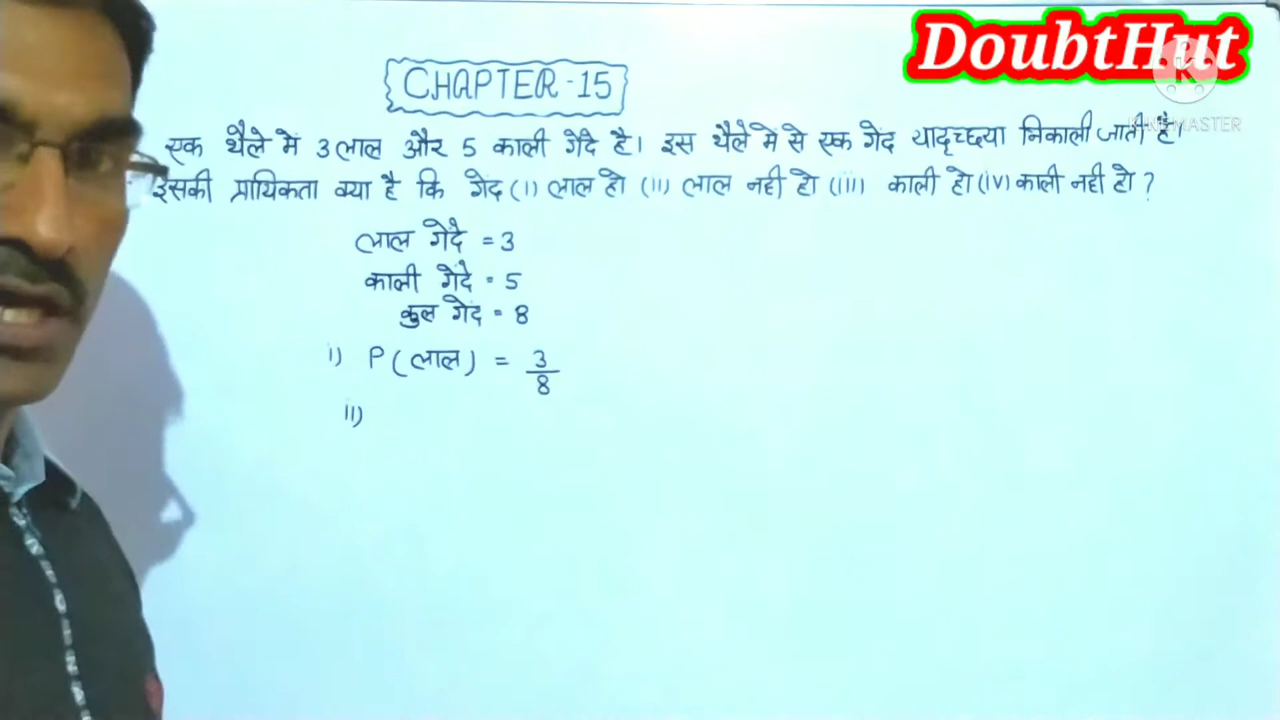 DoubtHut
KINEMASTER
CHAPTER-15
एक थैले मे 3 लाल और 5 काली गेंदे है। इस थैले मे से एक गेद यादृच्छ्या निकाली जाती है।
इसकी प्रायिकता क्या है कि गेंद (i) लाल हो (ii) लाल नही हो (iii) काली हो (iv) काली नही हो ?
लाल गेंदे = 3
काली गेंदे = 5
कुल गेंद = 8
i) P(लाल) = 3/8
ii)